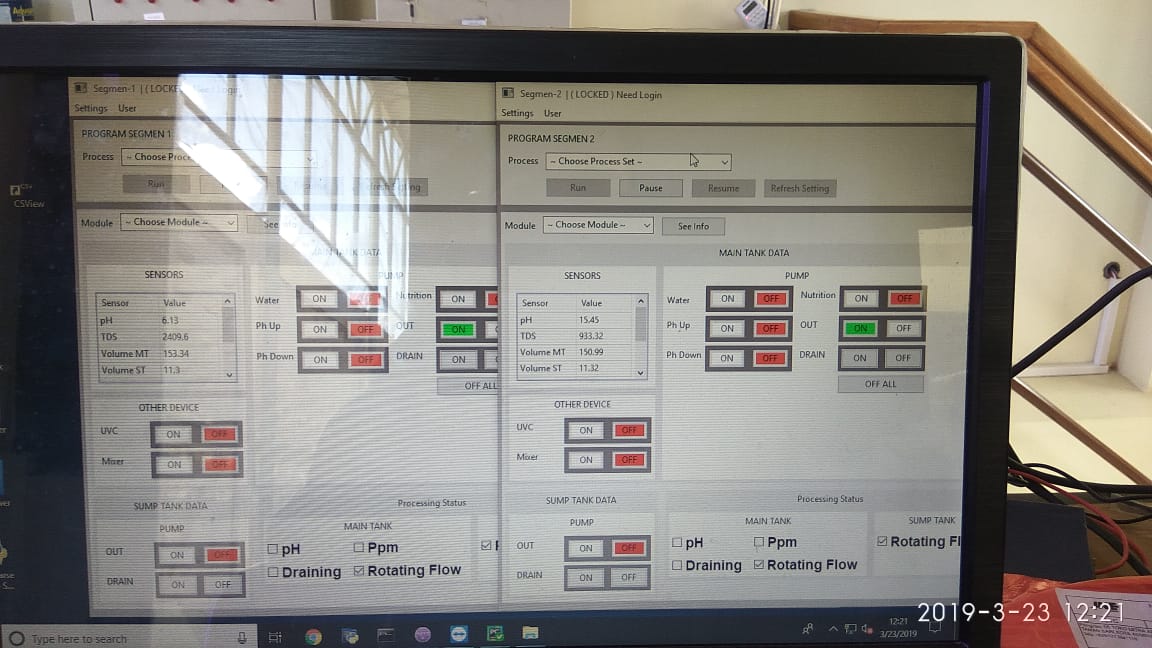 Segmen-1 | ( LOCKED ) Need Login
Settings User
PROGRAM SEGMEN 1
Process ~ Choose Proce
Run
Refresh Setting
Module ~ Choose Module ~ See Info
MAIN TANK DATA
SENSORS
Sensor Value
pH 6.13
TDS 2409.6
Volume MT 153.34
Volume ST 11.3
PUMP
Water ON
Nutrition ON
Ph Up ON OFF
OUT ON
Ph Down ON OFF
DRAIN ON
OFF ALL
OTHER DEVICE
UVC ON OFF
Mixer ON OFF
SUMP TANK DATA
PUMP
OUT ON OFF
DRAIN ON OFF
Processing Status
MAIN TANK
pH Ppm
Draining Rotating Flow
Segmen-2 | ( LOCKED ) Need Login
Settings User
PROGRAM SEGMEN 2
Process ~ Choose Process Set ~
Run Pause Resume Refresh Setting
Module ~ Choose Module ~ See Info
MAIN TANK DATA
SENSORS
Sensor Value
pH 15.45
TDS 933.32
Volume MT 150.99
Volume ST 11.32
PUMP
Water ON OFF
Nutrition ON OFF
Ph Up ON OFF
OUT ON OFF
Ph Down ON OFF
DRAIN ON OFF
OFF ALL
OTHER DEVICE
UVC ON OFF
Mixer ON OFF
SUMP TANK DATA
PUMP
OUT ON OFF
DRAIN ON OFF
Processing Status
MAIN TANK
pH Ppm
Draining Rotating Flow
SUMP TANK
Rotating Fl
CSView
Type here to search
12:21
3/23/2019
2019-3-23 12:21